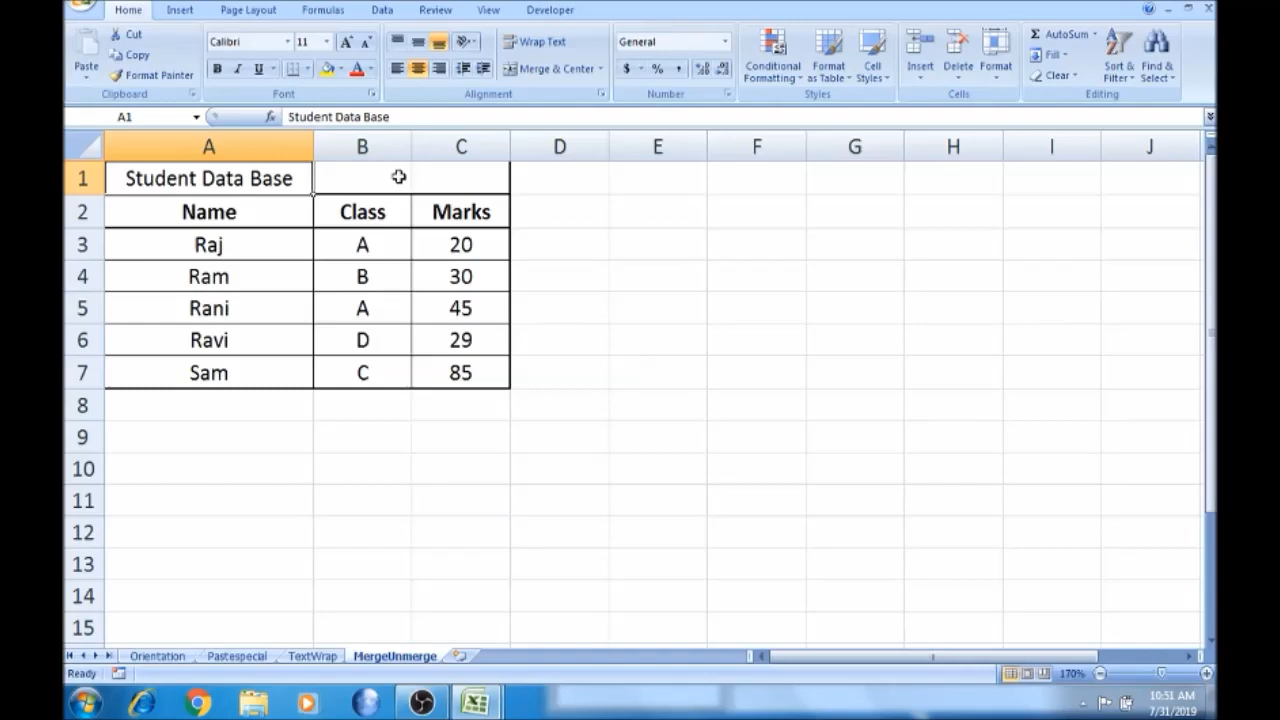 Home Insert Page Layout Formulas Data Review View Developer
Paste
Cut
Copy
Format Painter
Clipboard
Calibri 11
B I U A
Font
Wrap Text
Merge & Center
Alignment
General
$ % ,
Number
Conditional Formatting
Format as Table
Cell Styles
Styles
Insert Delete Format
Cells
Σ AutoSum
Fill
Clear
Sort & Filter
Find & Select
Editing
A1 fx Student Data Base
A B C D E F G H I J
1 Student Data Base
2 Name Class Marks
3 Raj A 20
4 Ram B 30
5 Rani A 45
6 Ravi D 29
7 Sam C 85
8
9
10
11
12
13
14
15
Orientation Pastespecial TextWrap MergeUnmerge
Ready 170%
10:51 AM
7/31/2019